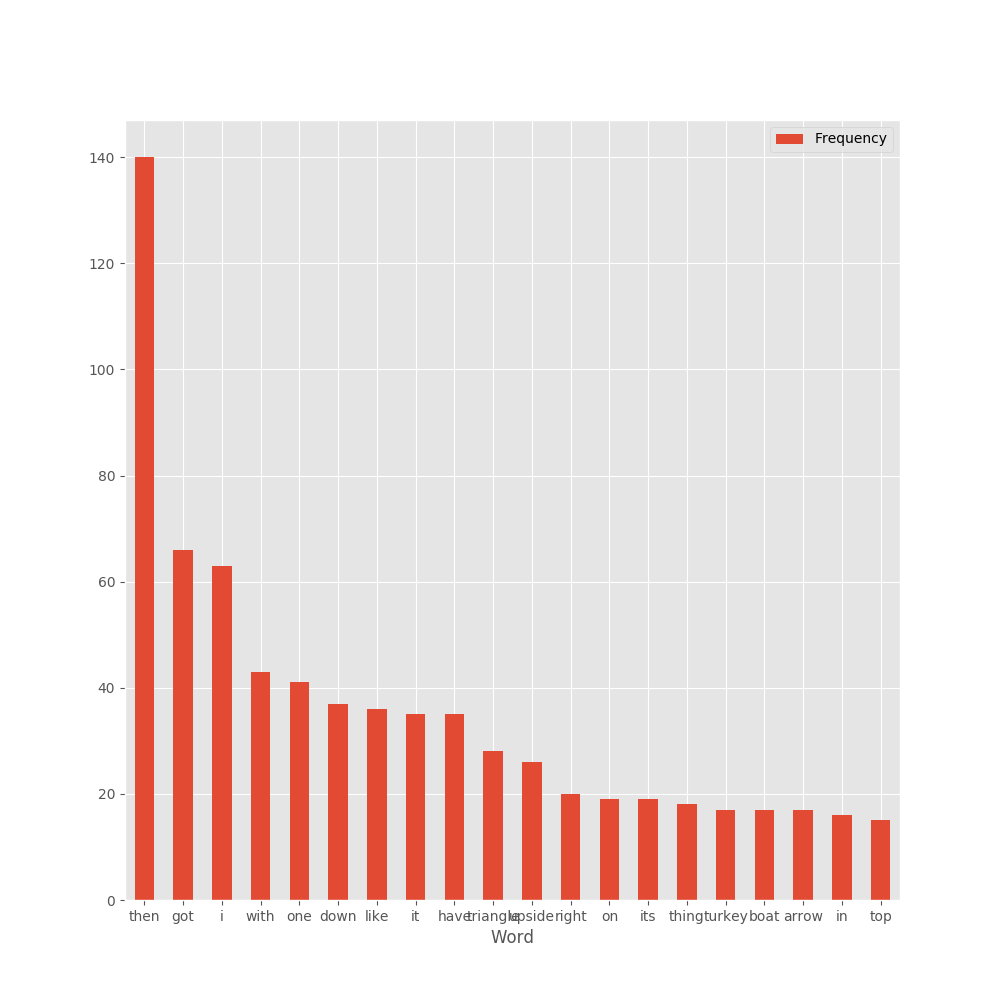 Frequency
140
120
100
80
60
40
20
0
then got i with one down like it have triangle upside right on its thing turkey boat arrow in top
Word